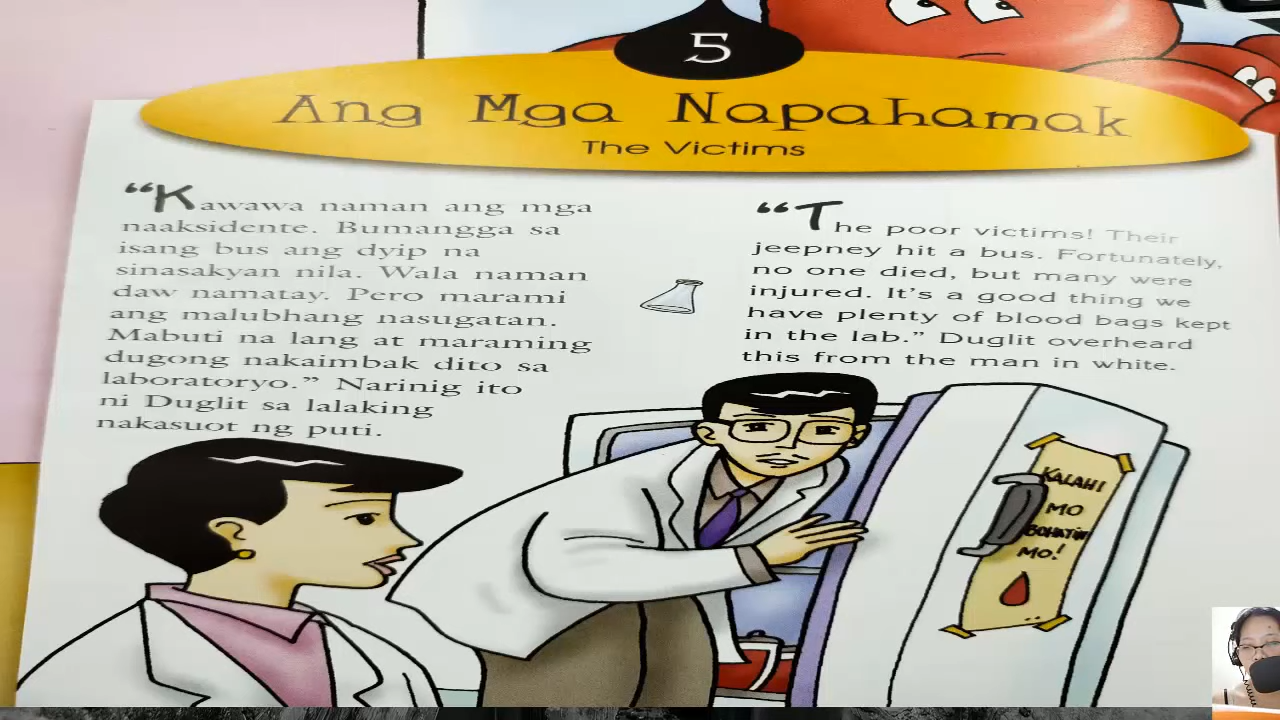 5
Ang Mga Napahamak
The Victims
“Kawawa naman ang mga
naaksidente. Bumangga sa
isang bus ang dyip na
sinasakyan nila. Wala naman
daw namatay. Pero marami
ang malubhang nasugatan.
Mabuti na lang at maraming
dugong nakaimbak dito sa
laboratoryo.” Narinig ito
ni Duglit sa lalaking
nakasuot ng puti.
“The poor victims! Their
jeepney hit a bus. Fortunately,
no one died, but many were
injured. It’s a good thing we
have plenty of blood bags kept
in the lab.” Duglit overheard
this from the man in white.
KALAHI
MO
BUHAYIN
MO!